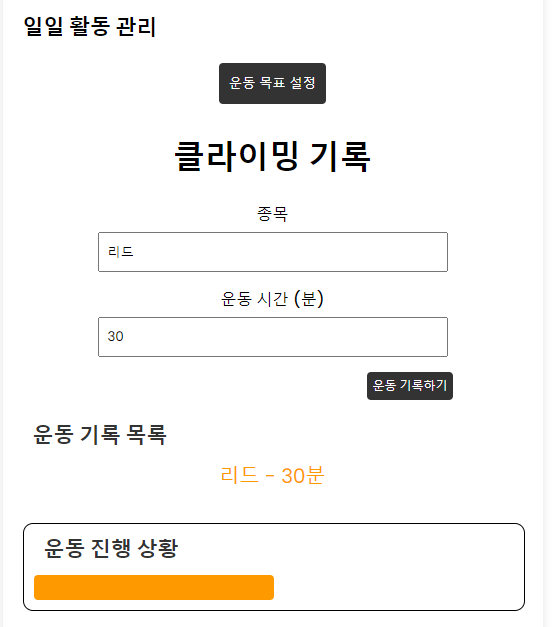 일일 활동 관리
운동 목표 설정
클라이밍 기록
종목
리드
운동 시간 (분)
30
운동 기록하기
운동 기록 목록
리드 - 30분
운동 진행 상황